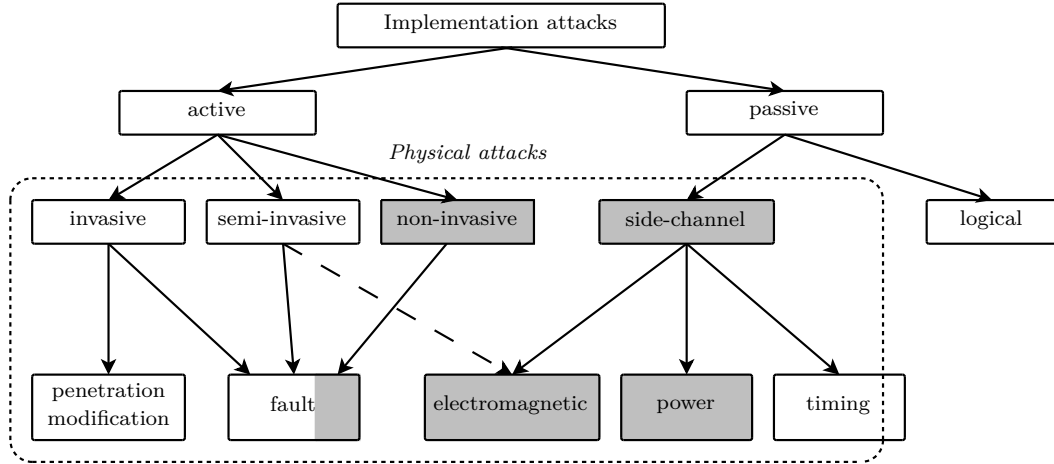 Implementation attacks
active
passive
Physical attacks
invasive
semi-invasive
non-invasive
side-channel
logical
penetration
modification
fault
electromagnetic
power
timing